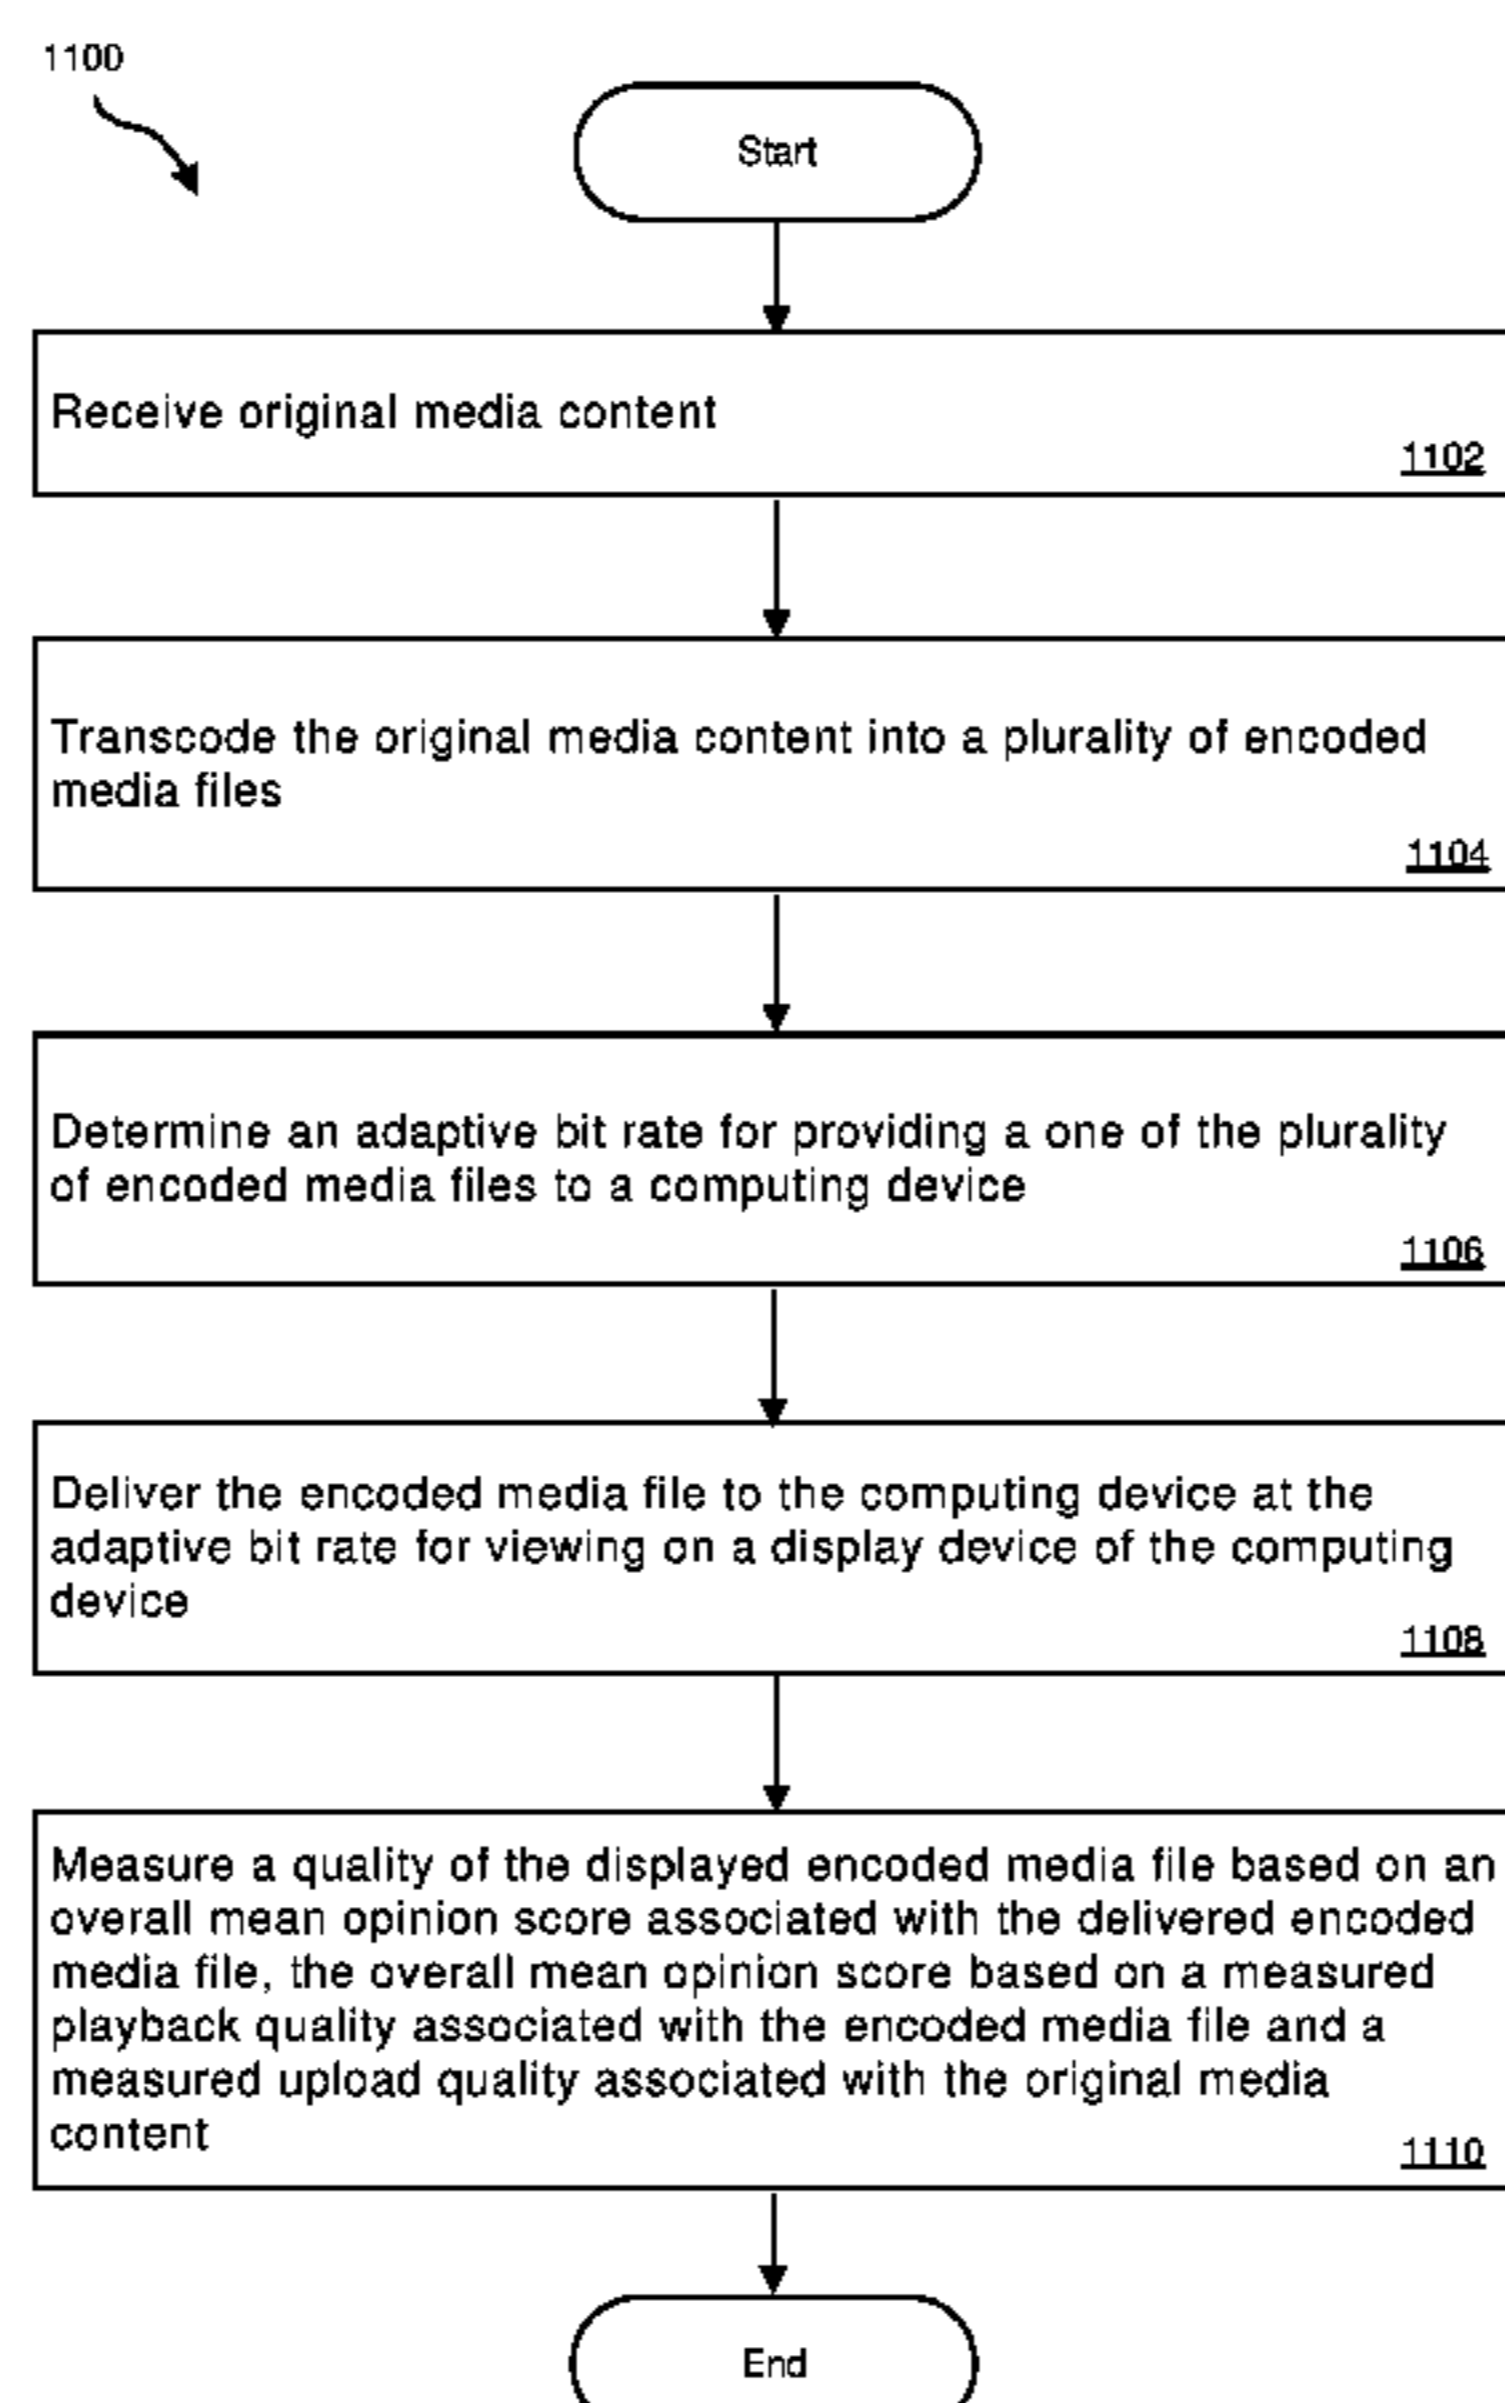 1100
Start
Receive original media content
1102
Transcode the original media content into a plurality of encoded
media files
1104
Determine an adaptive bit rate for providing a one of the plurality
of encoded media files to a computing device
1106
Deliver the encoded media file to the computing device at the
adaptive bit rate for viewing on a display device of the computing
device
1108
Measure a quality of the displayed encoded media file based on an
overall mean opinion score associated with the delivered encoded
media file, the overall mean opinion score based on a measured
playback quality associated with the encoded media file and a
measured upload quality associated with the original media
content
1110
End